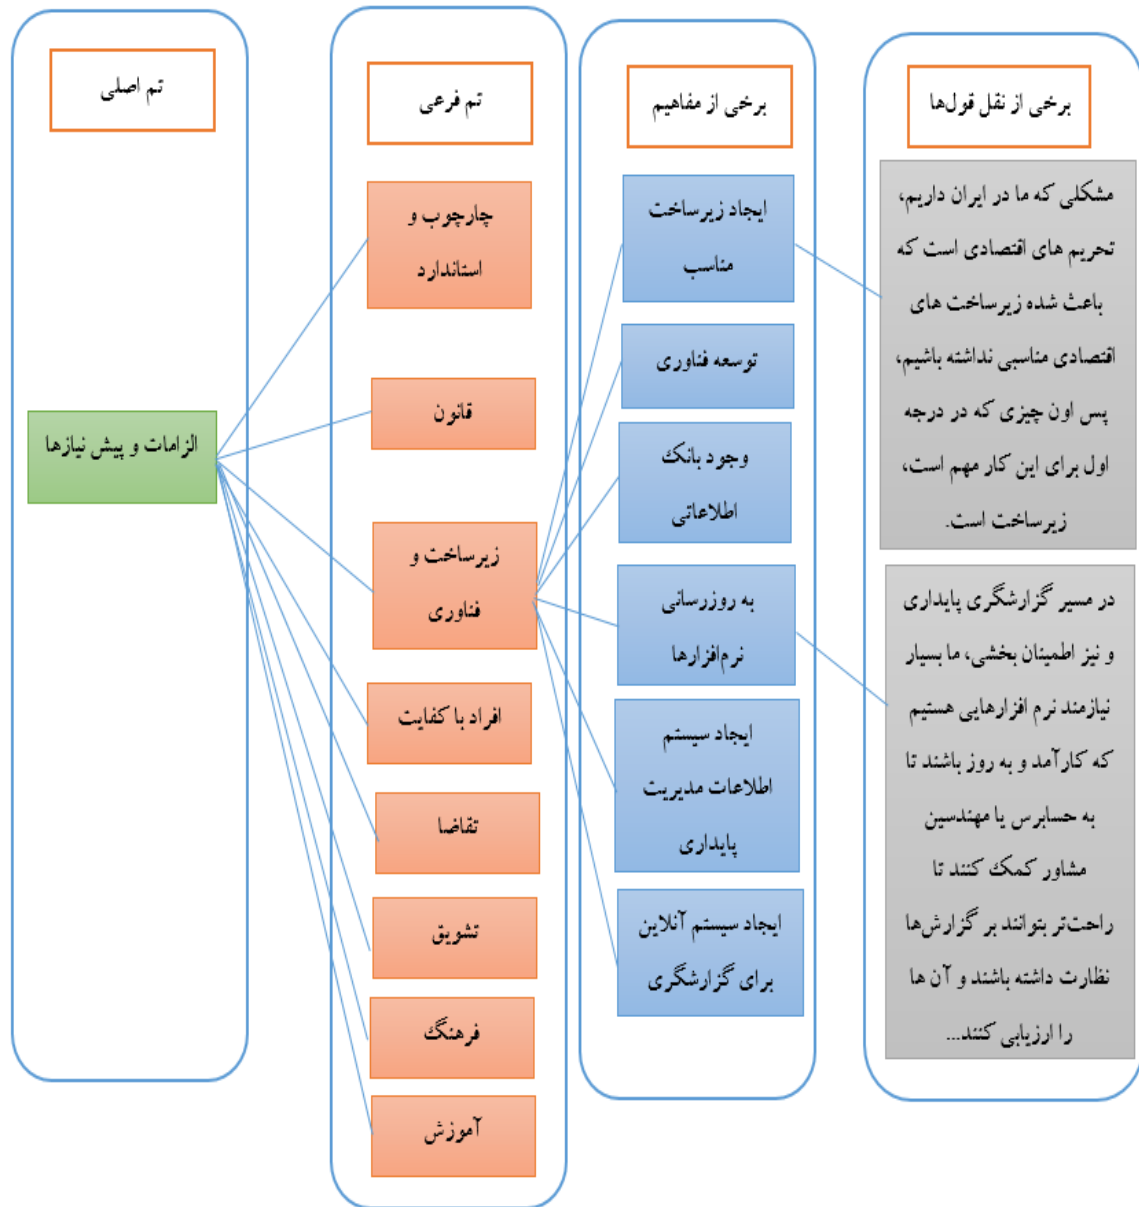 تم اصلی
الزامات و پیش نیازها
تم فرعی
چارچوب و
استاندارد
قانون
زیرساخت و
فناوری
افراد با کفایت
تقاضا
تشویق
فرهنگ
آموزش
برخی از مفاهیم
ایجاد زیرساخت
مناسب
توسعه فناوری
وجود بانک
اطلاعاتی
به روزرسانی
نرم‌افزارها
ایجاد سیستم
اطلاعات مدیریت
پایداری
ایجاد سیستم آنلاین
برای گزارشگری
برخی از نقل قول‌ها
مشکلی که ما در ایران داریم،
تحریم های اقتصادی است که
باعث شده زیرساخت های
اقتصادی مناسبی نداشته باشیم،
پس اون چیزی که در درجه
اول برای این کار مهم است،
زیرساخت است.
در مسیر گزارشگری پایداری
و نیز اطمینان بخشی، ما بسیار
نیازمند نرم افزارهایی هستیم
که کارآمد و به روز باشند تا
به حسابرس یا مهندسین
مشاور کمک کنند تا
راحت‌تر بتوانند بر گزارش‌ها
نظارت داشته باشند و آن ها
را ارزیابی کنند...